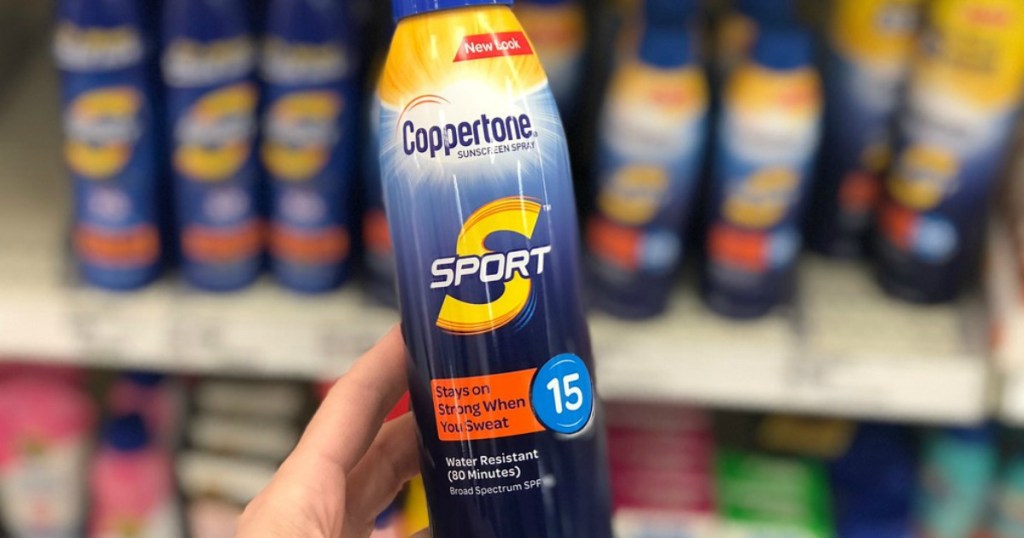 New Look
Coppertone
SUNSCREEN SPRAY
SPORT™
Stays on
Strong When
You Sweat
15
Water Resistant
(80 Minutes)
Broad Spectrum SPF